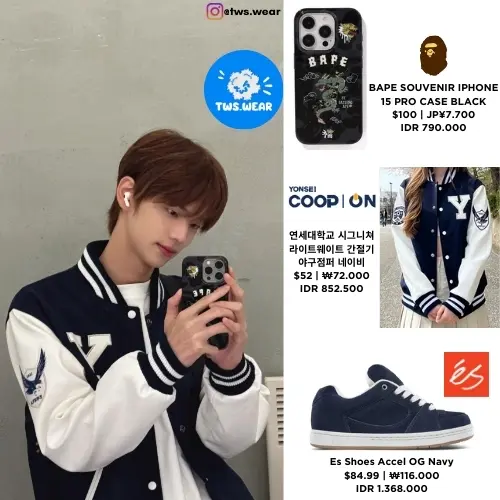 @tws.wear
TWS.WEAR
BAPE
BAPE SOUVENIR IPHONE
15 PRO CASE BLACK
$100 | JP¥7.700
IDR 790.000
YONSEI
COOP | ON
연세대학교 시그니쳐
라이트웨이트 간절기
야구점퍼 네이비
$52 | ₩72.000
IDR 852.500
Y
Y
BAPE
éS
Es Shoes Accel OG Navy
$84.99 | ₩116.000
IDR 1.368.000